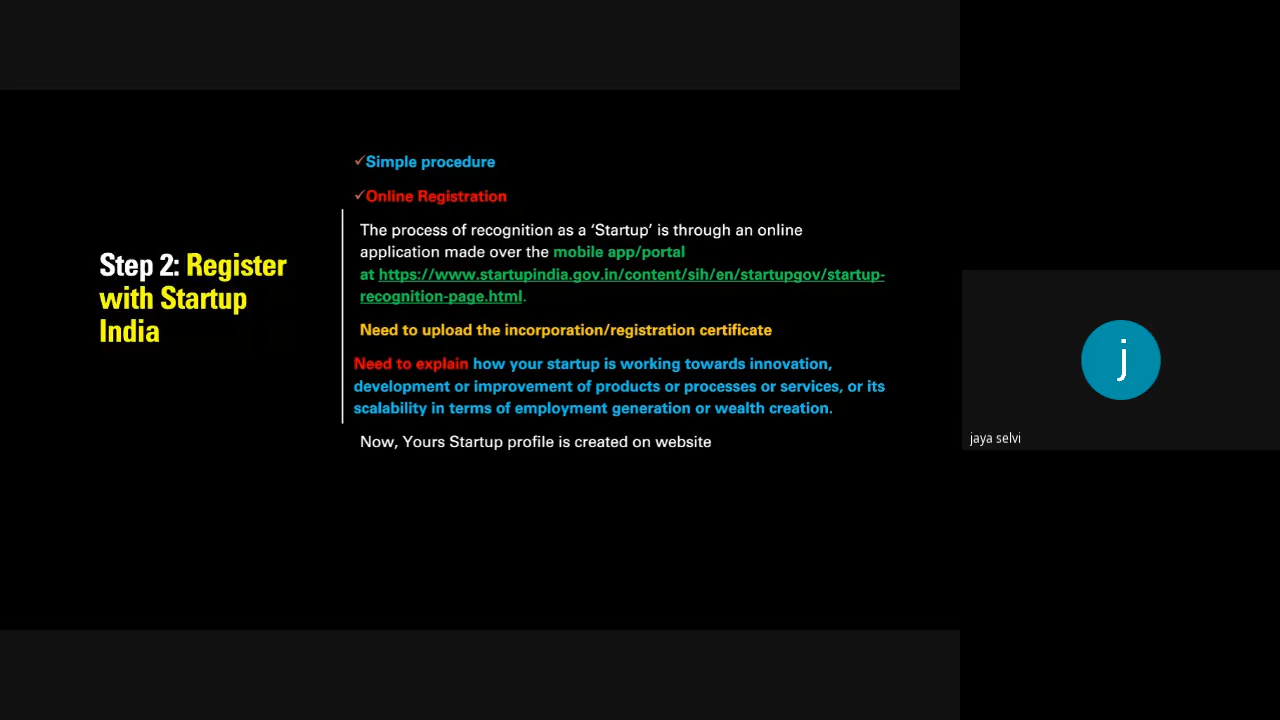 Step 2: Register
with Startup
India
✓Simple procedure
✓Online Registration
The process of recognition as a ‘Startup’ is through an online
application made over the mobile app/portal
at https://www.startupindia.gov.in/content/sih/en/startupgov/startup-
recognition-page.html.
Need to upload the incorporation/registration certificate
Need to explain how your startup is working towards innovation,
development or improvement of products or processes or services, or its
scalability in terms of employment generation or wealth creation.
Now, Yours Startup profile is created on website
j
jaya selvi